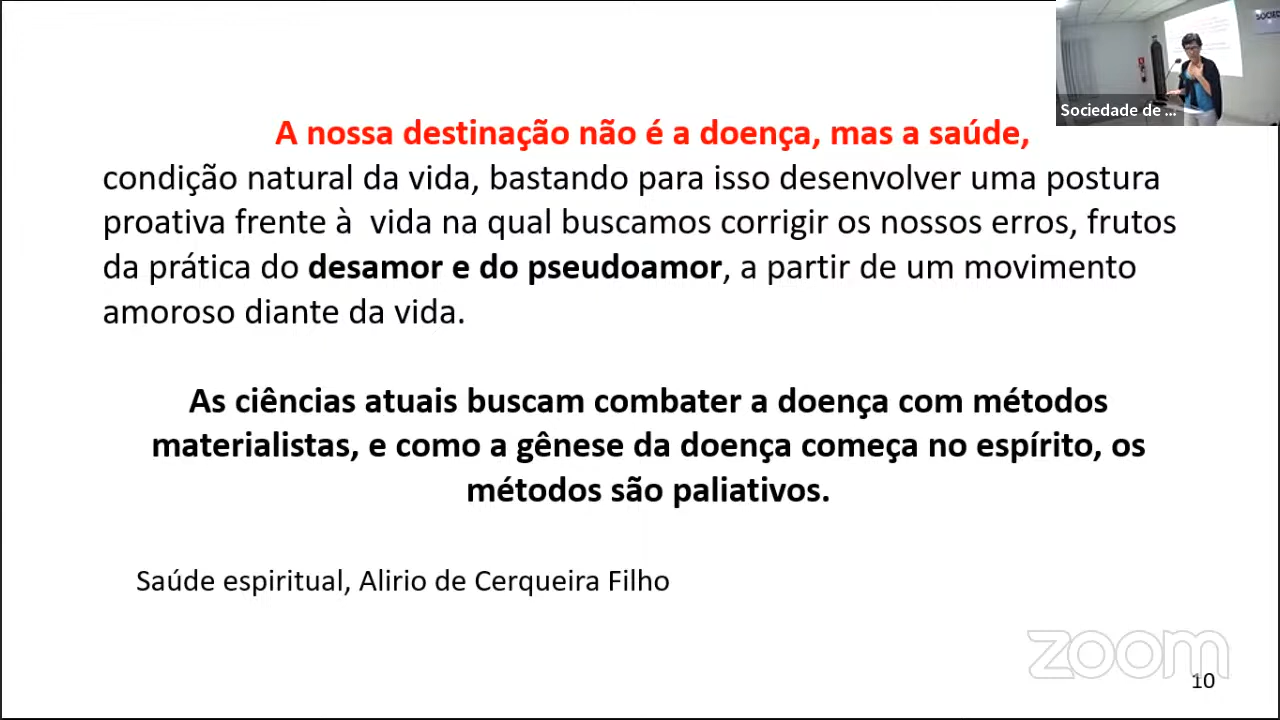 SOCIED
Sociedade de ...
A nossa destinação não é a doença, mas a saúde,
condição natural da vida, bastando para isso desenvolver uma postura
proativa frente à  vida na qual buscamos corrigir os nossos erros, frutos
da prática do desamor e do pseudoamor, a partir de um movimento
amoroso diante da vida.
As ciências atuais buscam combater a doença com métodos
materialistas, e como a gênese da doença começa no espírito, os
métodos são paliativos.
Saúde espiritual, Alirio de Cerqueira Filho
zoom
10